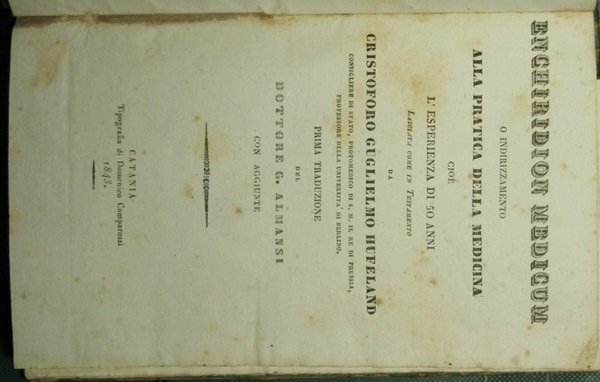 ENCHIRIDION MEDICUM
O INDIRIZZAMENTO
ALLA PRATICA DELLA MEDICINA
CIOÈ
L'ESPERIENZA DI 50 ANNI
LASCIATA COME IN TESTAMENTO
DA
CRISTOFORO GUGLIELMO HUFELAND
CONSIGLIERE DI STATO, PROTOMEDICO DI S. M. IL RE DI PRUSSIA,
PROFESSORE DELLA UNIVERSITA' DI BERLINO.
PRIMA TRADUZIONE
DEL
DOTTORE G. ALMANSI
CON AGGIUNTE
CATANIA
Tipografia di Domenico Comparozzi
1843.